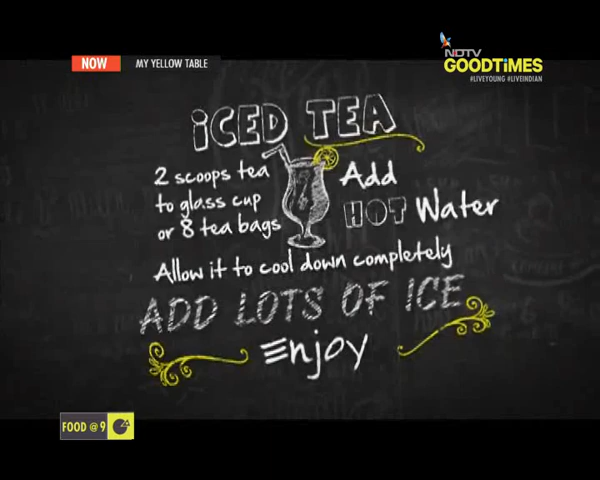 NDTV
GOODTiMES
#LIVEYOUNG #LIVEINDIAN
NOW MY YELLOW TABLE
iCED TEA
2 scoops tea
to glass cup
or 8 tea bags
Add
HOT Water
Allow it to cool down completely
ADD LOTS OF ICE
Enjoy
FOOD @ 9